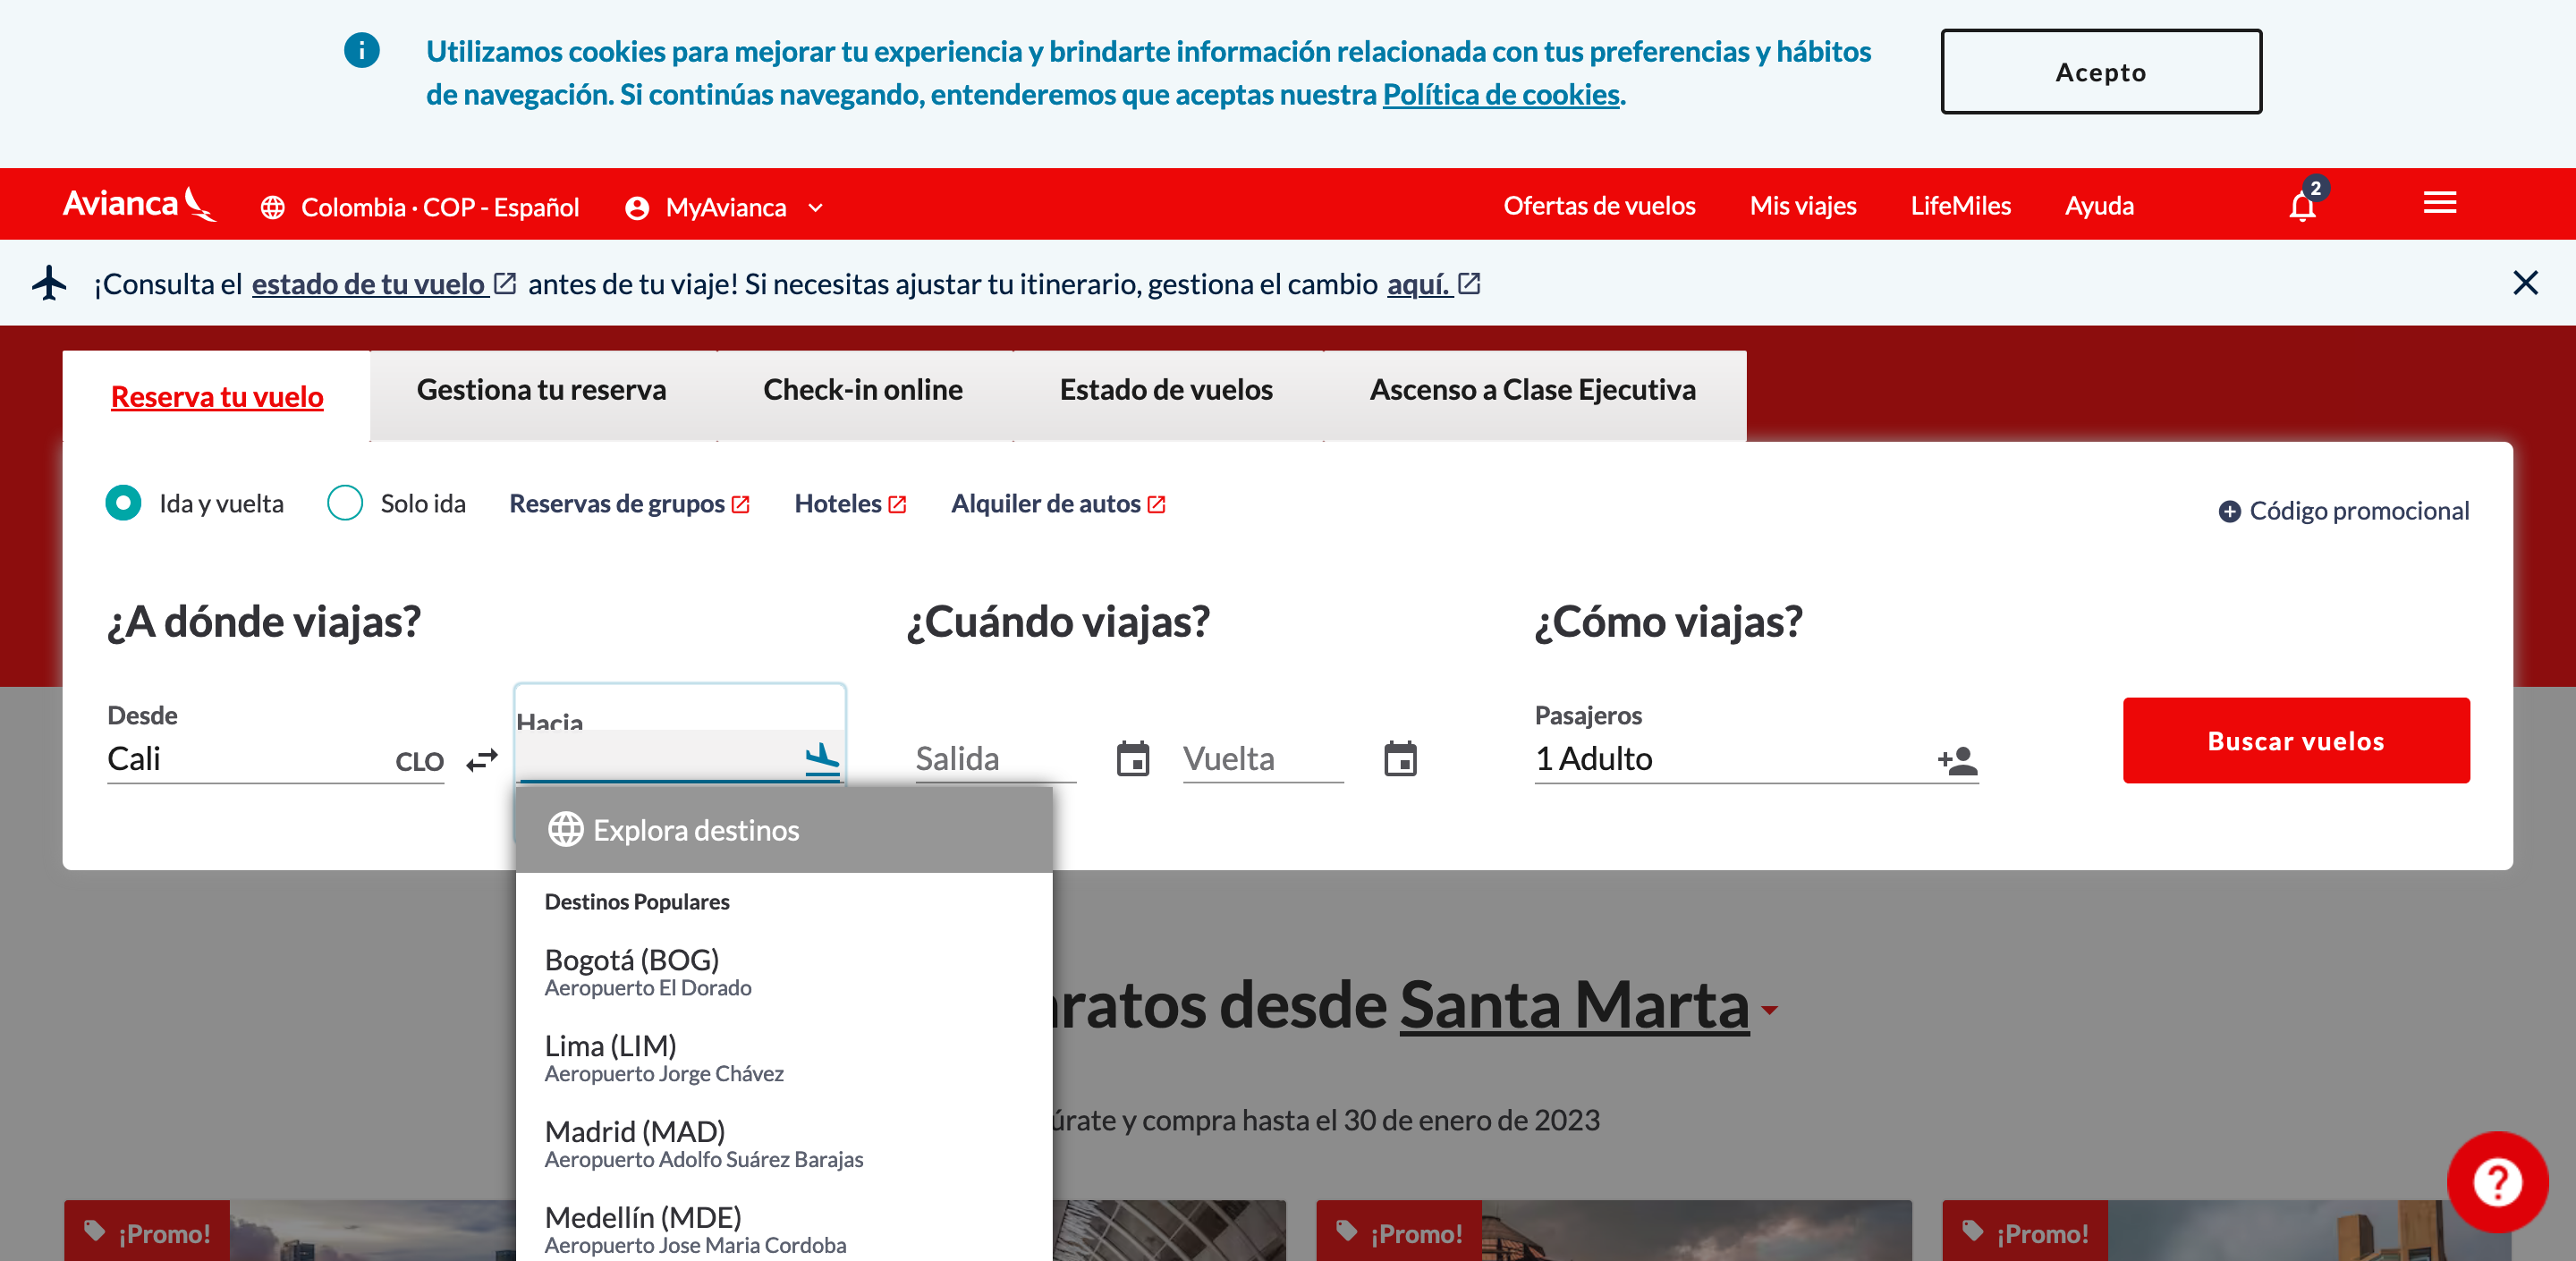 Utilizamos cookies para mejorar tu experiencia y brindarte información relacionada con tus preferencias y hábitos
de navegación. Si continúas navegando, entenderemos que aceptas nuestra Política de cookies.
Acepto
Avianca
Colombia · COP - Español
MyAvianca
Ofertas de vuelos
Mis viajes
LifeMiles
Ayuda
2
¡Consulta el estado de tu vuelo antes de tu viaje! Si necesitas ajustar tu itinerario, gestiona el cambio aquí.
Reserva tu vuelo
Gestiona tu reserva
Check-in online
Estado de vuelos
Ascenso a Clase Ejecutiva
Ida y vuelta
Solo ida
Reservas de grupos
Hoteles
Alquiler de autos
Código promocional
¿A dónde viajas?
¿Cuándo viajas?
¿Cómo viajas?
Desde
Cali
CLO
Hacia
Salida
Vuelta
Pasajeros
1 Adulto
Buscar vuelos
Explora destinos
Destinos Populares
Bogotá (BOG)
Aeropuerto El Dorado
Lima (LIM)
Aeropuerto Jorge Chávez
Madrid (MAD)
Aeropuerto Adolfo Suárez Barajas
Medellín (MDE)
Aeropuerto Jose Maria Cordoba
desde Santa Marta
y compra hasta el 30 de enero de 2023
¡Promo!
¡Promo!
¡Promo!
?